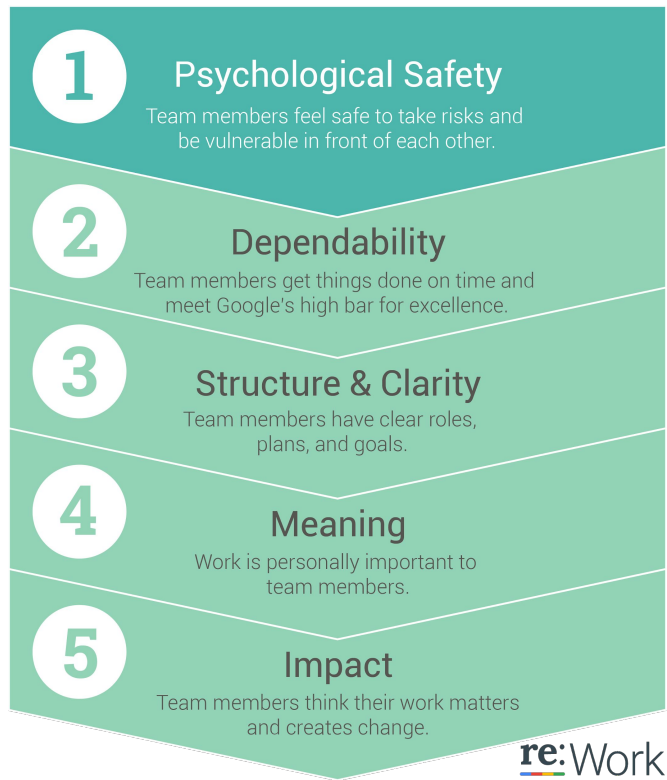 1
Psychological Safety
Team members feel safe to take risks and
be vulnerable in front of each other.
2
Dependability
Team members get things done on time and
meet Google's high bar for excellence.
3
Structure & Clarity
Team members have clear roles,
plans, and goals.
4
Meaning
Work is personally important to
team members.
5
Impact
Team members think their work matters
and creates change.
re:Work